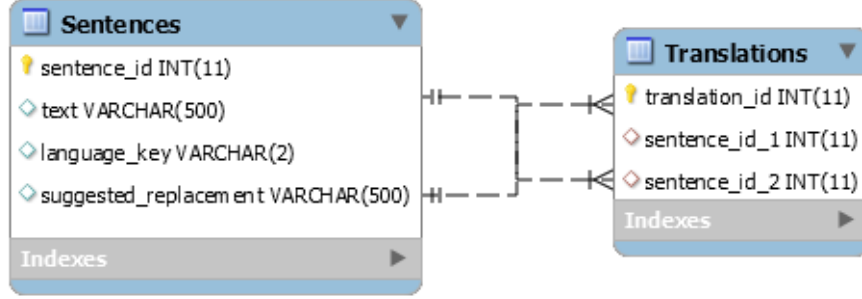 Sentences
sentence_id INT(11)
text VARCHAR(500)
language_key VARCHAR(2)
suggested_replacement VARCHAR(500)
Indexes
Translations
translation_id INT(11)
sentence_id_1 INT(11)
sentence_id_2 INT(11)
Indexes